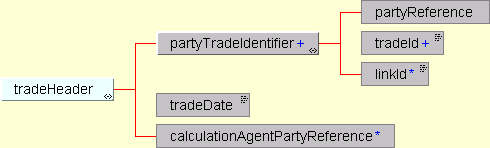 partyReference
partyTradeIdentifier+
tradeId+
linkId*
tradeHeader
tradeDate
calculationAgentPartyReference*